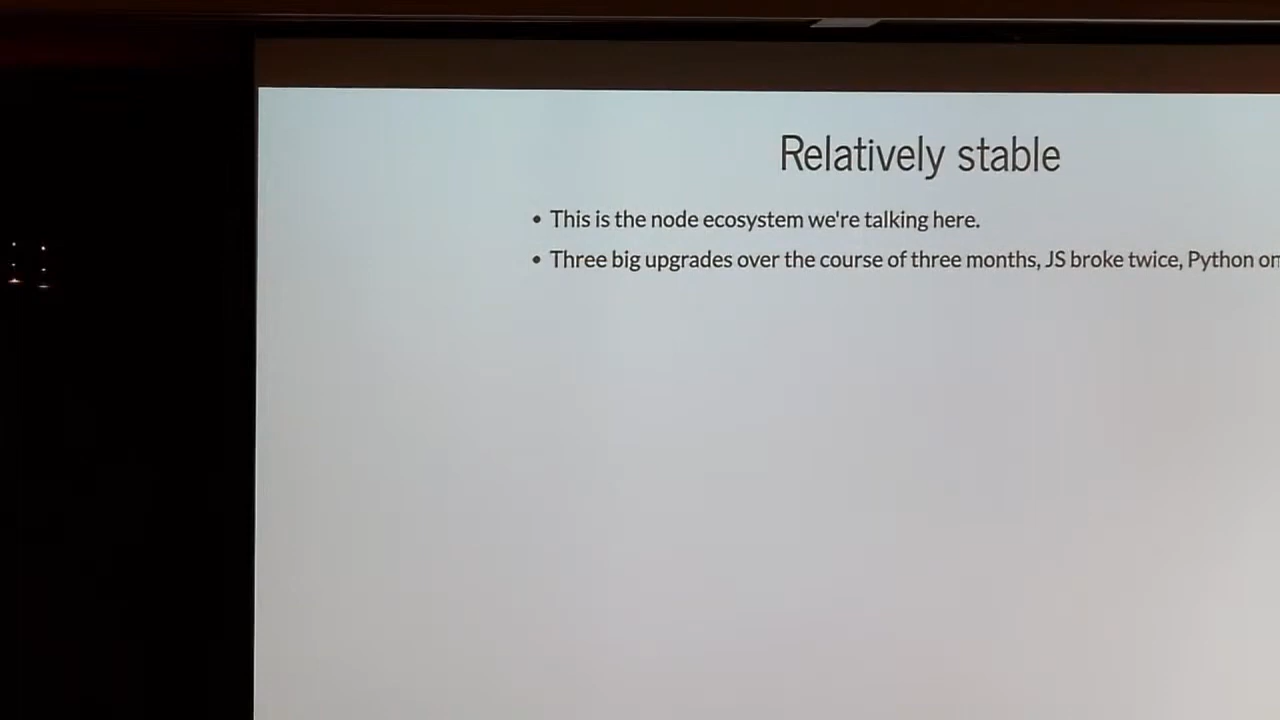 Relatively stable
• This is the node ecosystem we're talking here.
• Three big upgrades over the course of three months, JS broke twice, Python